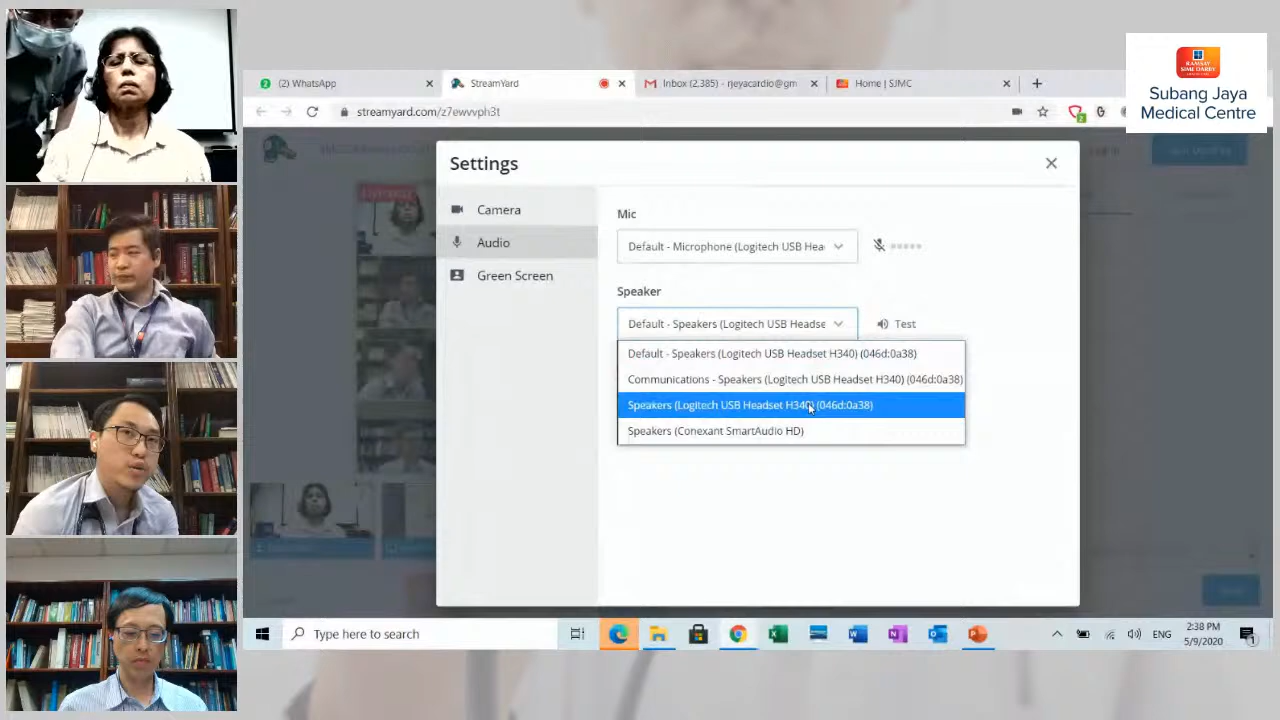 (2) WhatsApp
StreamYard
Inbox (2,385) - rjeyacardio@gm
Home | SJMC
streamyard.com/z7ewvvph3t
RAMSAY
SIME DARBY
Subang Jaya
Medical Centre
Settings
Camera
Audio
Green Screen
Mic
Default - Microphone (Logitech USB Hea
Speaker
Default - Speakers (Logitech USB Headse
Test
Default - Speakers (Logitech USB Headset H340) (046d:0a38)
Communications - Speakers (Logitech USB Headset H340) (046d:0a38)
Speakers (Logitech USB Headset H340) (046d:0a38)
Speakers (Conexant SmartAudio HD)
Type here to search
ENG
2:38 PM
5/9/2020